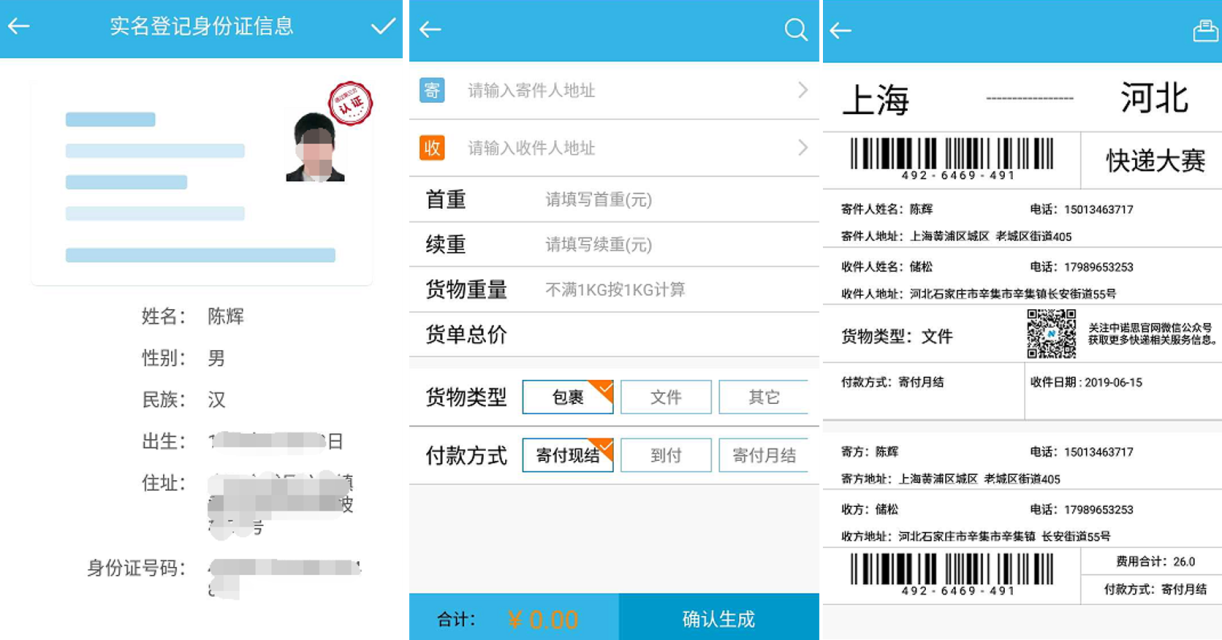 实名登记身份证信息
认证
姓名： 陈辉
性别： 男
民族： 汉
出生： 日
住址： 镇
号
身份证号码：
8
寄 请输入寄件人地址
收 请输入收件人地址
首重 请填写首重(元)
续重 请填写续重(元)
货物重量 不满1KG按1KG计算
货单总价
货物类型 包裹 文件 其它
付款方式 寄付现结 到付 寄付月结
合计： ¥ 0.00 确认生成
上海 ---------------- 河北
492-6469-491
快递大赛
寄件人姓名：陈辉 电话：15013463717
寄件人地址：上海黄浦区城区 老城区街道405
收件人姓名：储松 电话：17989653253
收件人地址：河北石家庄市辛集市辛集镇长安街道55号
货物类型：文件
关注中诺思官网微信公众号
获取更多快递相关服务信息。
付款方式：寄付月结 收件日期：2019-06-15
寄方：陈辉 电话：15013463717
寄方地址：上海黄浦区城区 老城区街道405
收方：储松 电话：17989653253
收方地址：河北石家庄市辛集市辛集镇 长安街道55号
492-6469-491
费用合计：26.0
付款方式：寄付月结